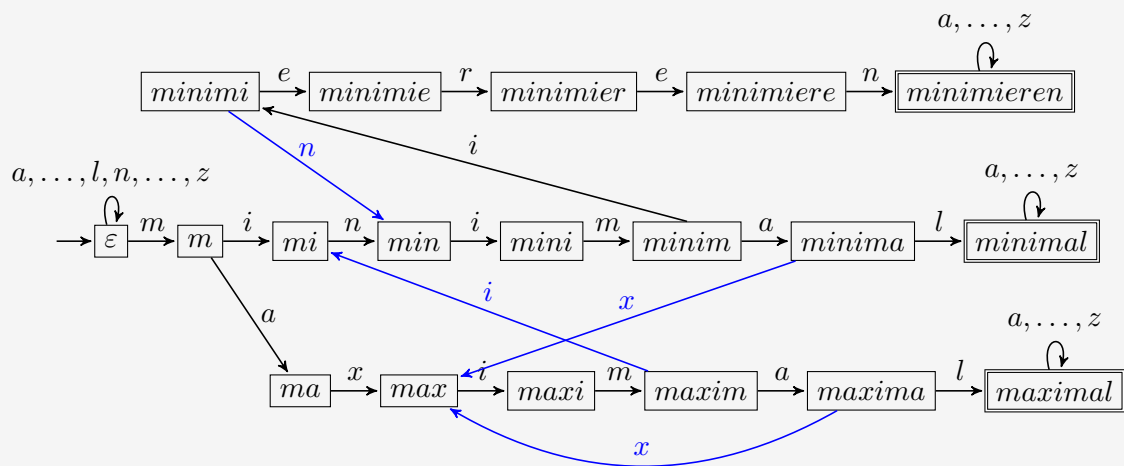 a, . . . , z
e r e n
minimi minimie minimier minimiere minimieren
n i
a, . . . , l, n, . . . , z a, . . . , z
m i n i m a l
ε m mi min mini minim minima minimal
i x
a a, . . . , z
x i m a l
ma max maxi maxim maxima maximal
x